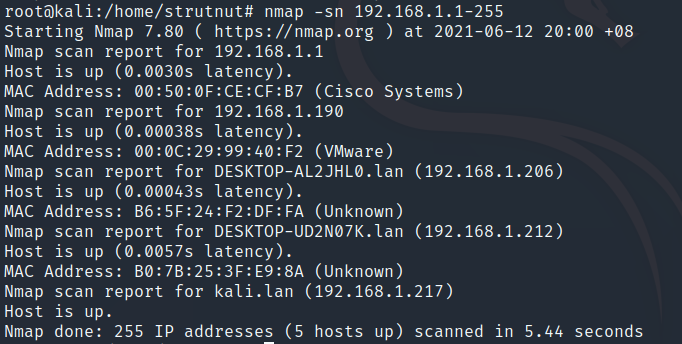 root@kali:/home/strutnut# nmap -sn 192.168.1.1-255
Starting Nmap 7.80 ( https://nmap.org ) at 2021-06-12 20:00 +08
Nmap scan report for 192.168.1.1
Host is up (0.0030s latency).
MAC Address: 00:50:0F:CE:CF:B7 (Cisco Systems)
Nmap scan report for 192.168.1.190
Host is up (0.00038s latency).
MAC Address: 00:0C:29:99:40:F2 (VMware)
Nmap scan report for DESKTOP-AL2JHL0.lan (192.168.1.206)
Host is up (0.00043s latency).
MAC Address: B6:5F:24:F2:DF:FA (Unknown)
Nmap scan report for DESKTOP-UD2N07K.lan (192.168.1.212)
Host is up (0.0057s latency).
MAC Address: B0:7B:25:3F:E9:8A (Unknown)
Nmap scan report for kali.lan (192.168.1.217)
Host is up.
Nmap done: 255 IP addresses (5 hosts up) scanned in 5.44 seconds